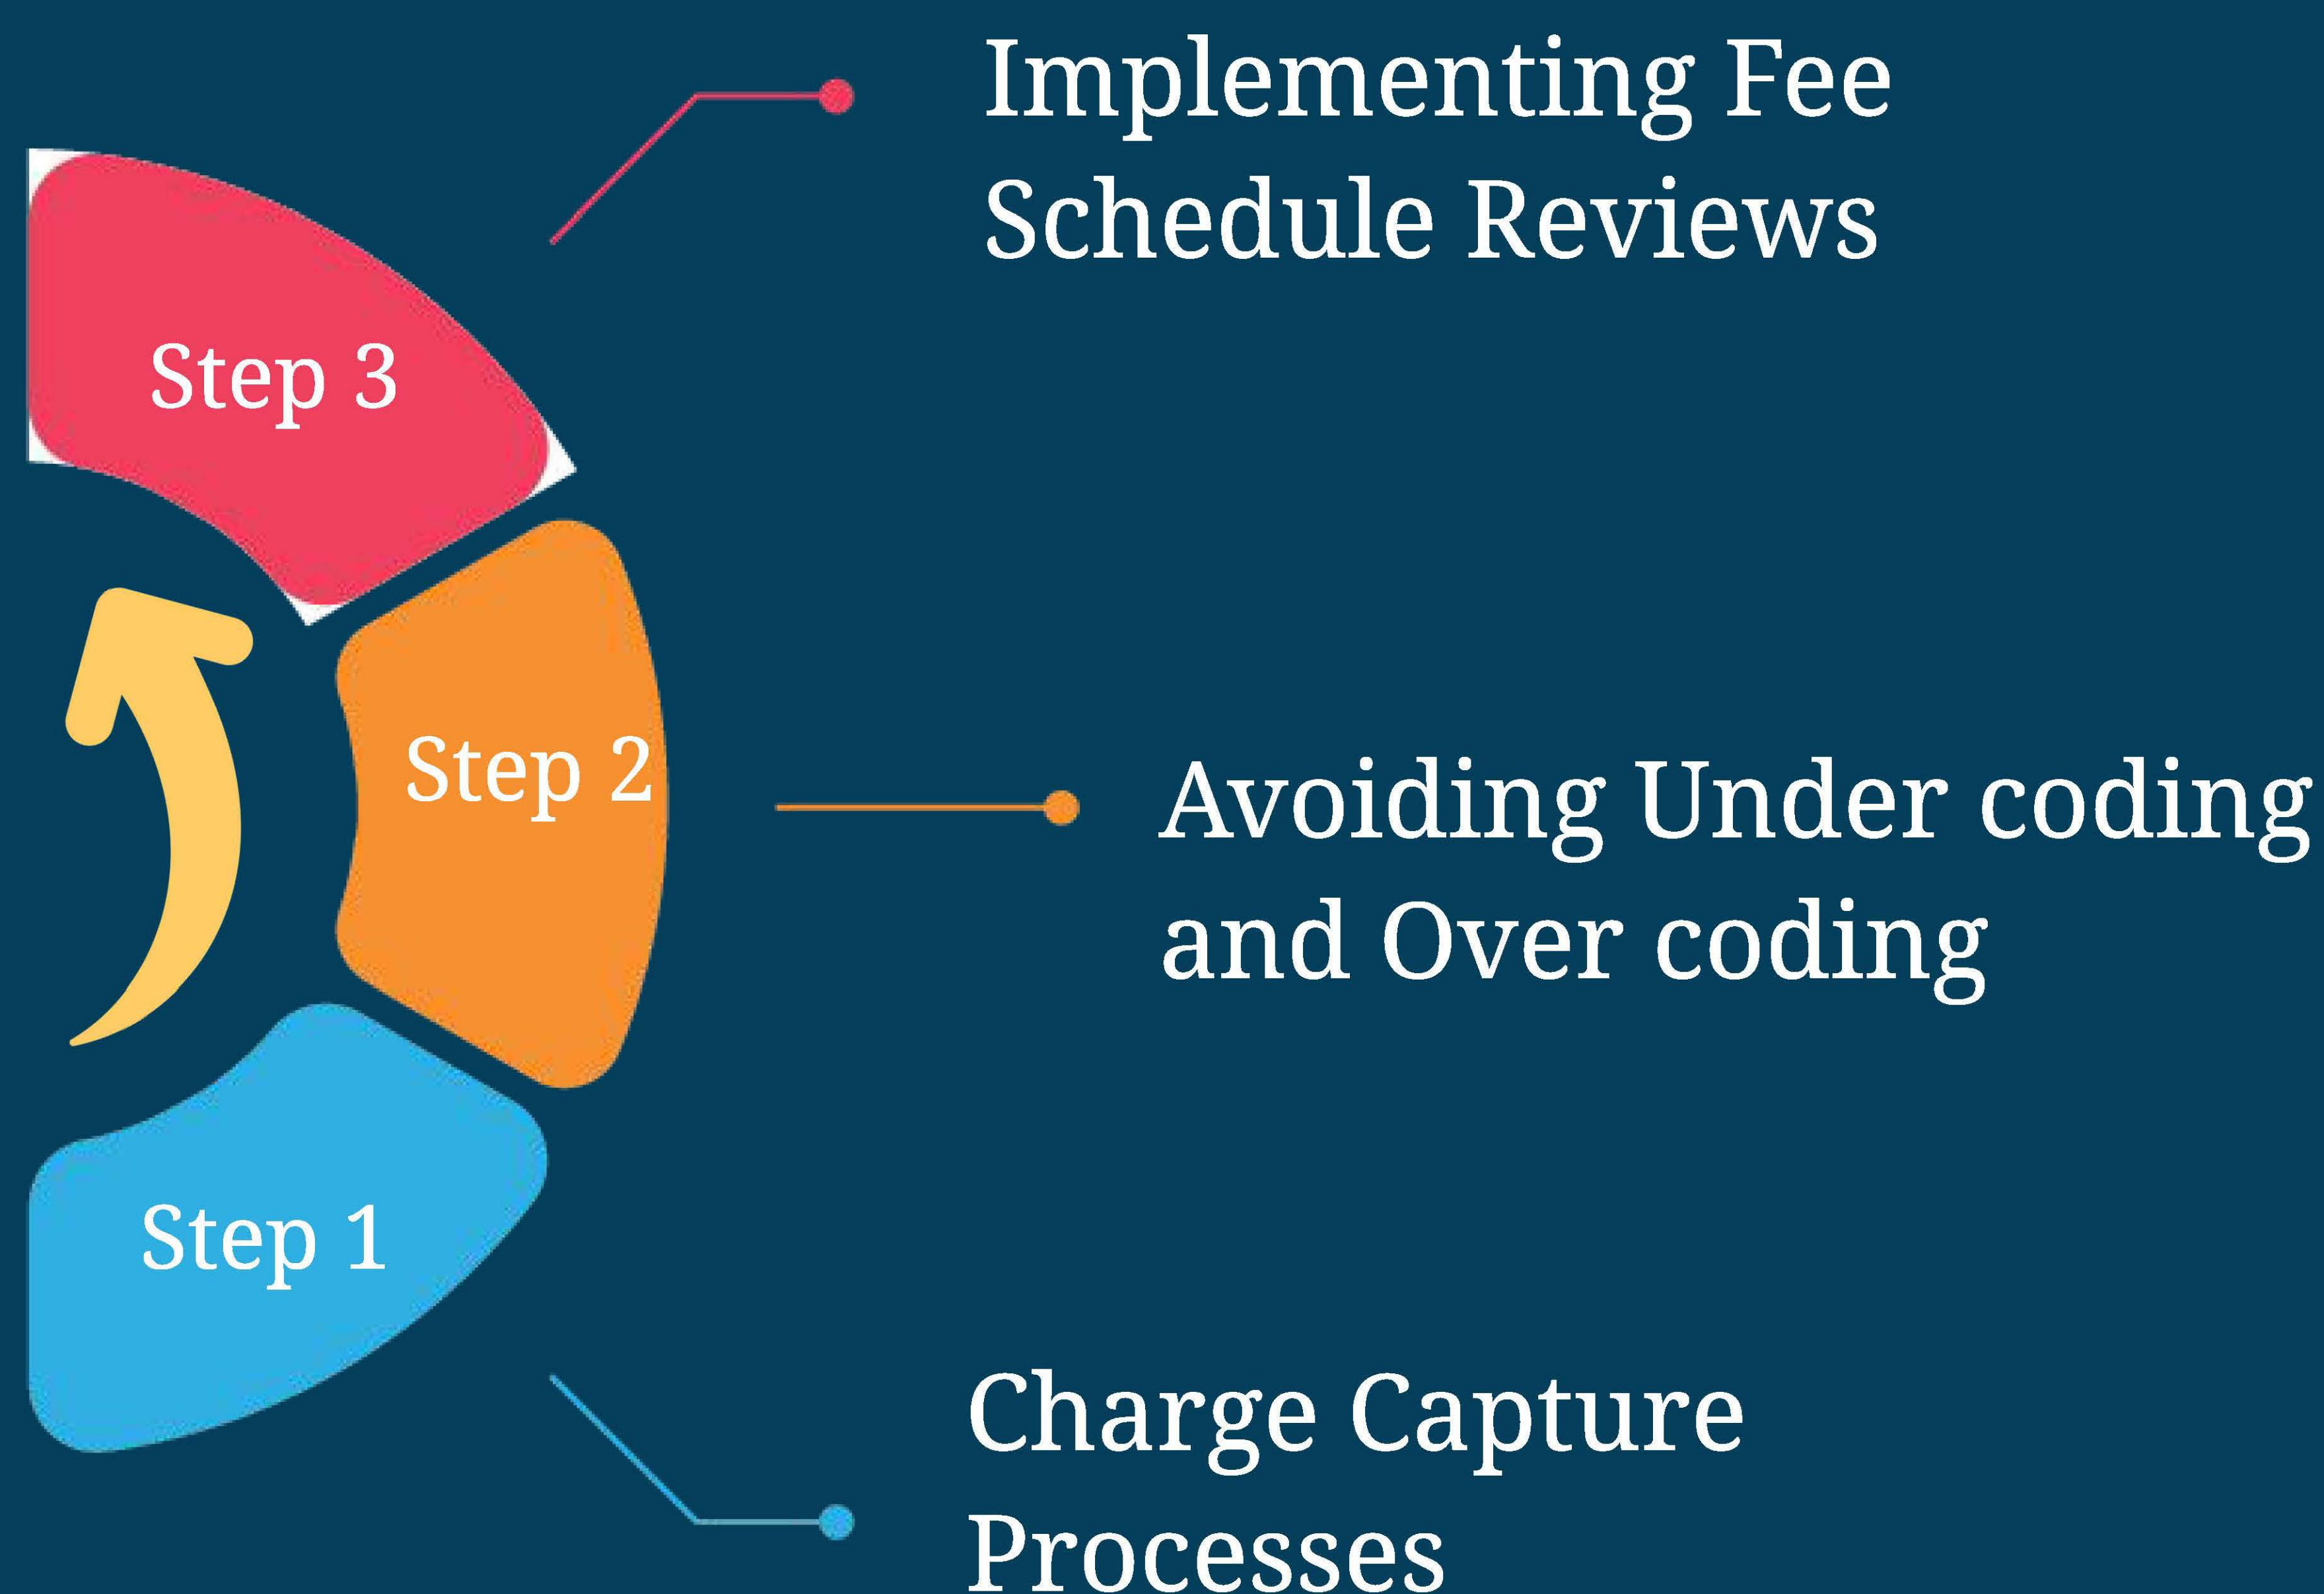 Implementing Fee
Schedule Reviews
Step 3
Step 2
Avoiding Under coding
and Over coding
Step 1
Charge Capture
Processes